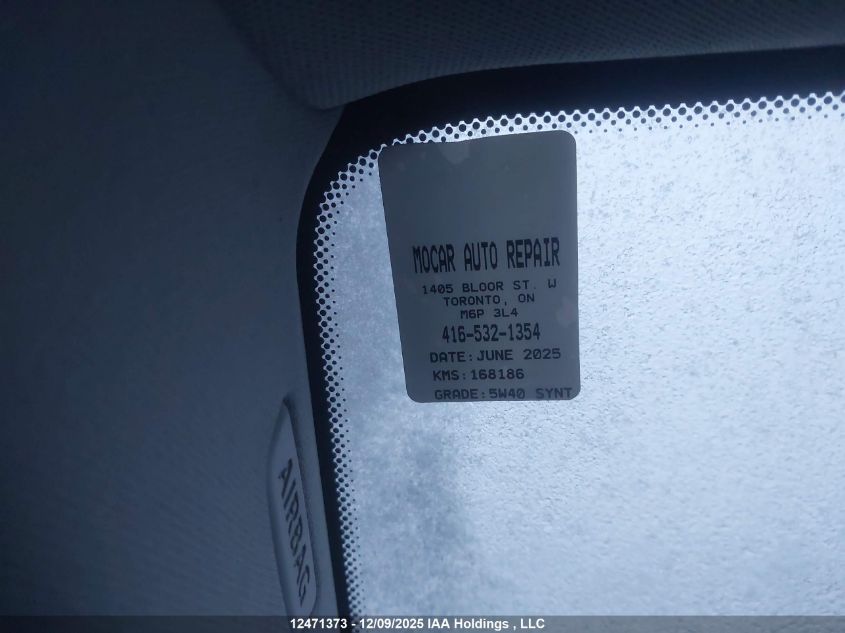 MOCAR AUTO REPAIR
1405 BLOOR ST. W
TORONTO, ON
M6P 3L4
416-532-1354
DATE:JUNE 2025
KMS:168186
GRADE:5W40 SYNT
AIRBAG
12471373 - 12/09/2025 IAA Holdings , LLC